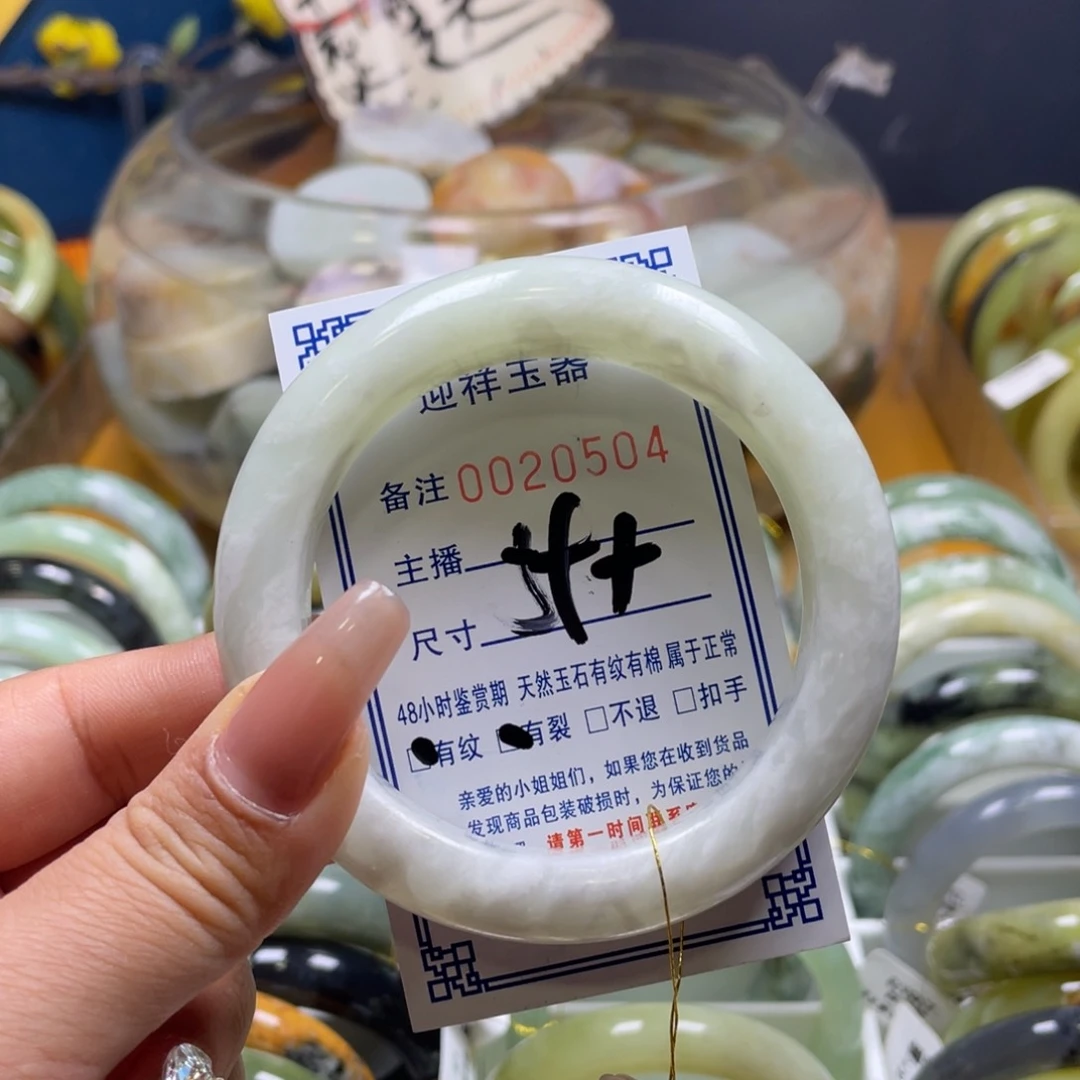 迎祥玉器
备注 0020504
主播
尺寸
48小时鉴赏期 天然玉石有纹有棉属于正常
□有纹 □有裂 □不退 □扣手
亲爱的小姐姐们，如果您在收到货品
发现商品包装破损时，为保证您的
请第一时间联系